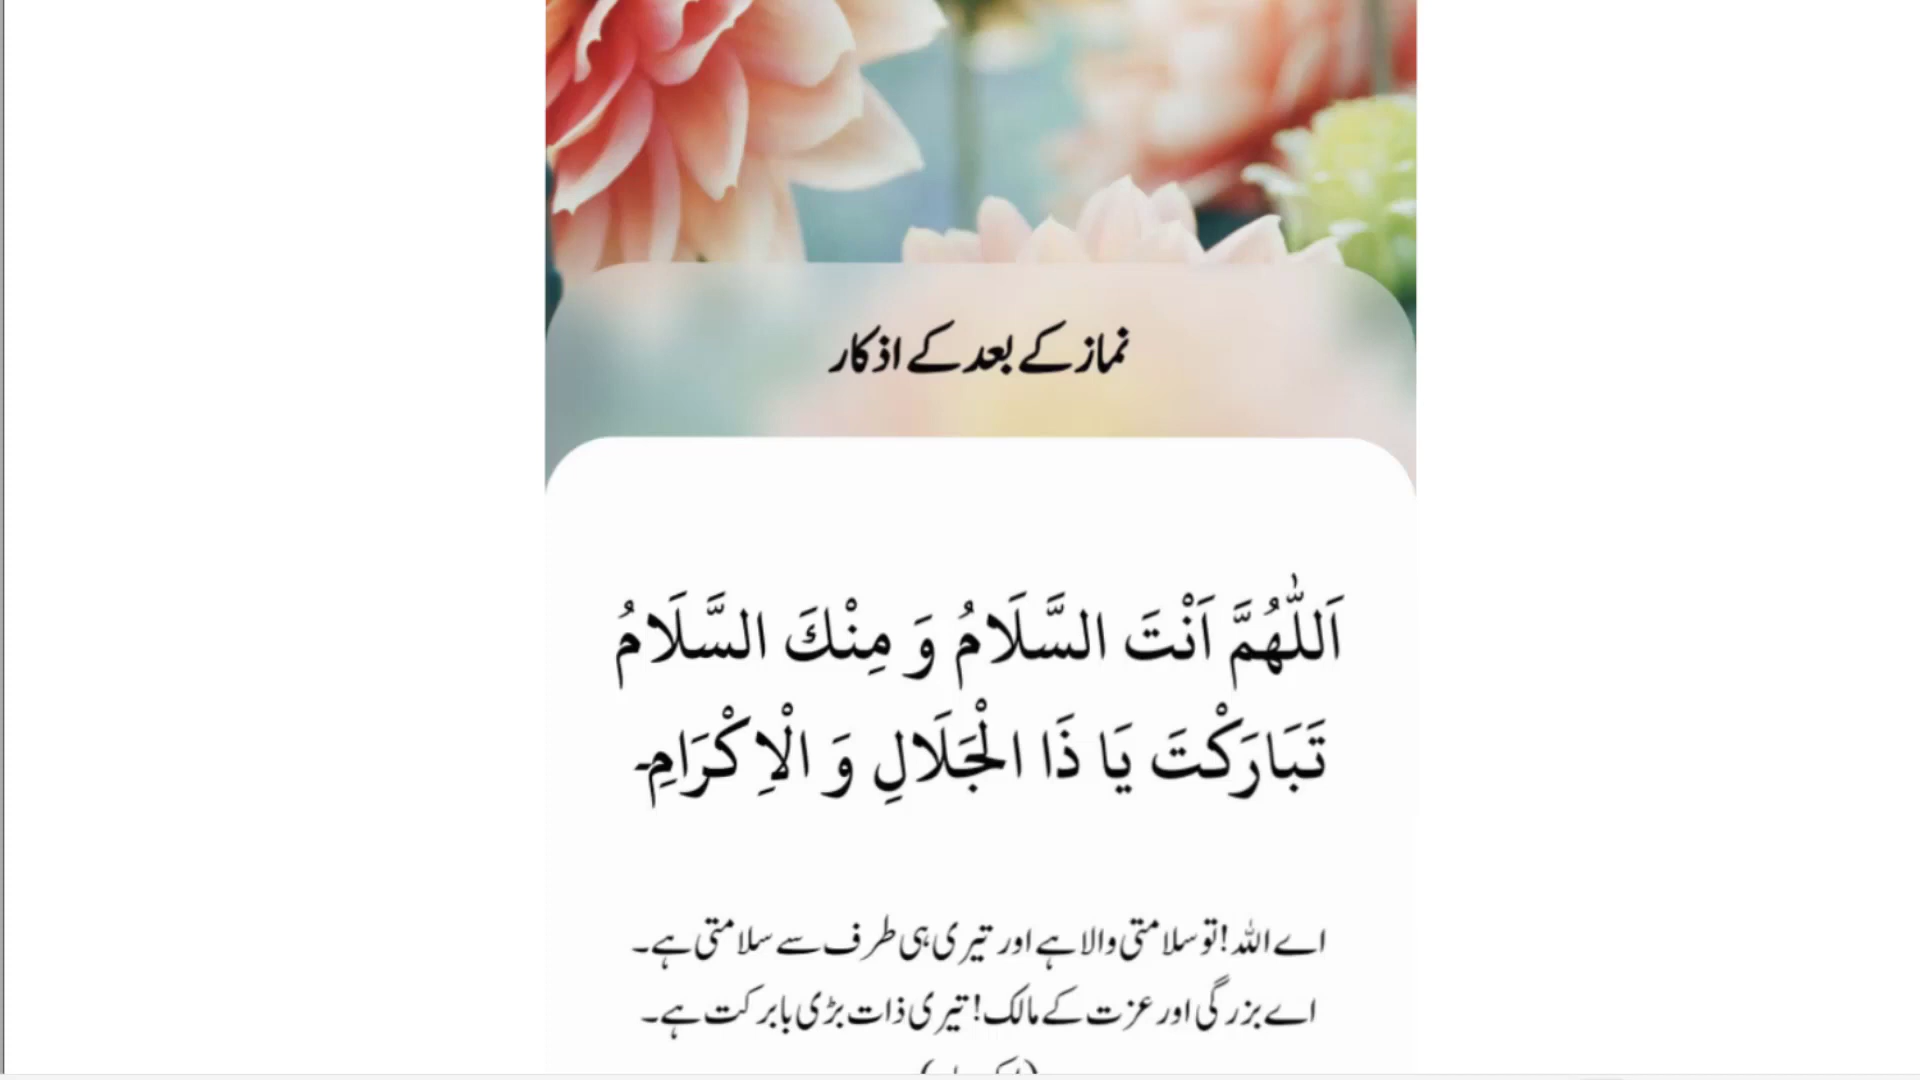 نماز کے بعد کے اذکار
اَللّٰهُمَّ اَنْتَ السَّلَامُ وَ مِنْكَ السَّلَامُ
تَبَارَكْتَ يَا ذَا الْجَلَالِ وَ الْاِكْرَامِ۔
اے اللہ! تو سلامتی والا ہے اور تیری ہی طرف سے سلامتی ہے۔
اے بزرگی اور عزت کے مالک! تیری ذات بڑی بابرکت ہے۔